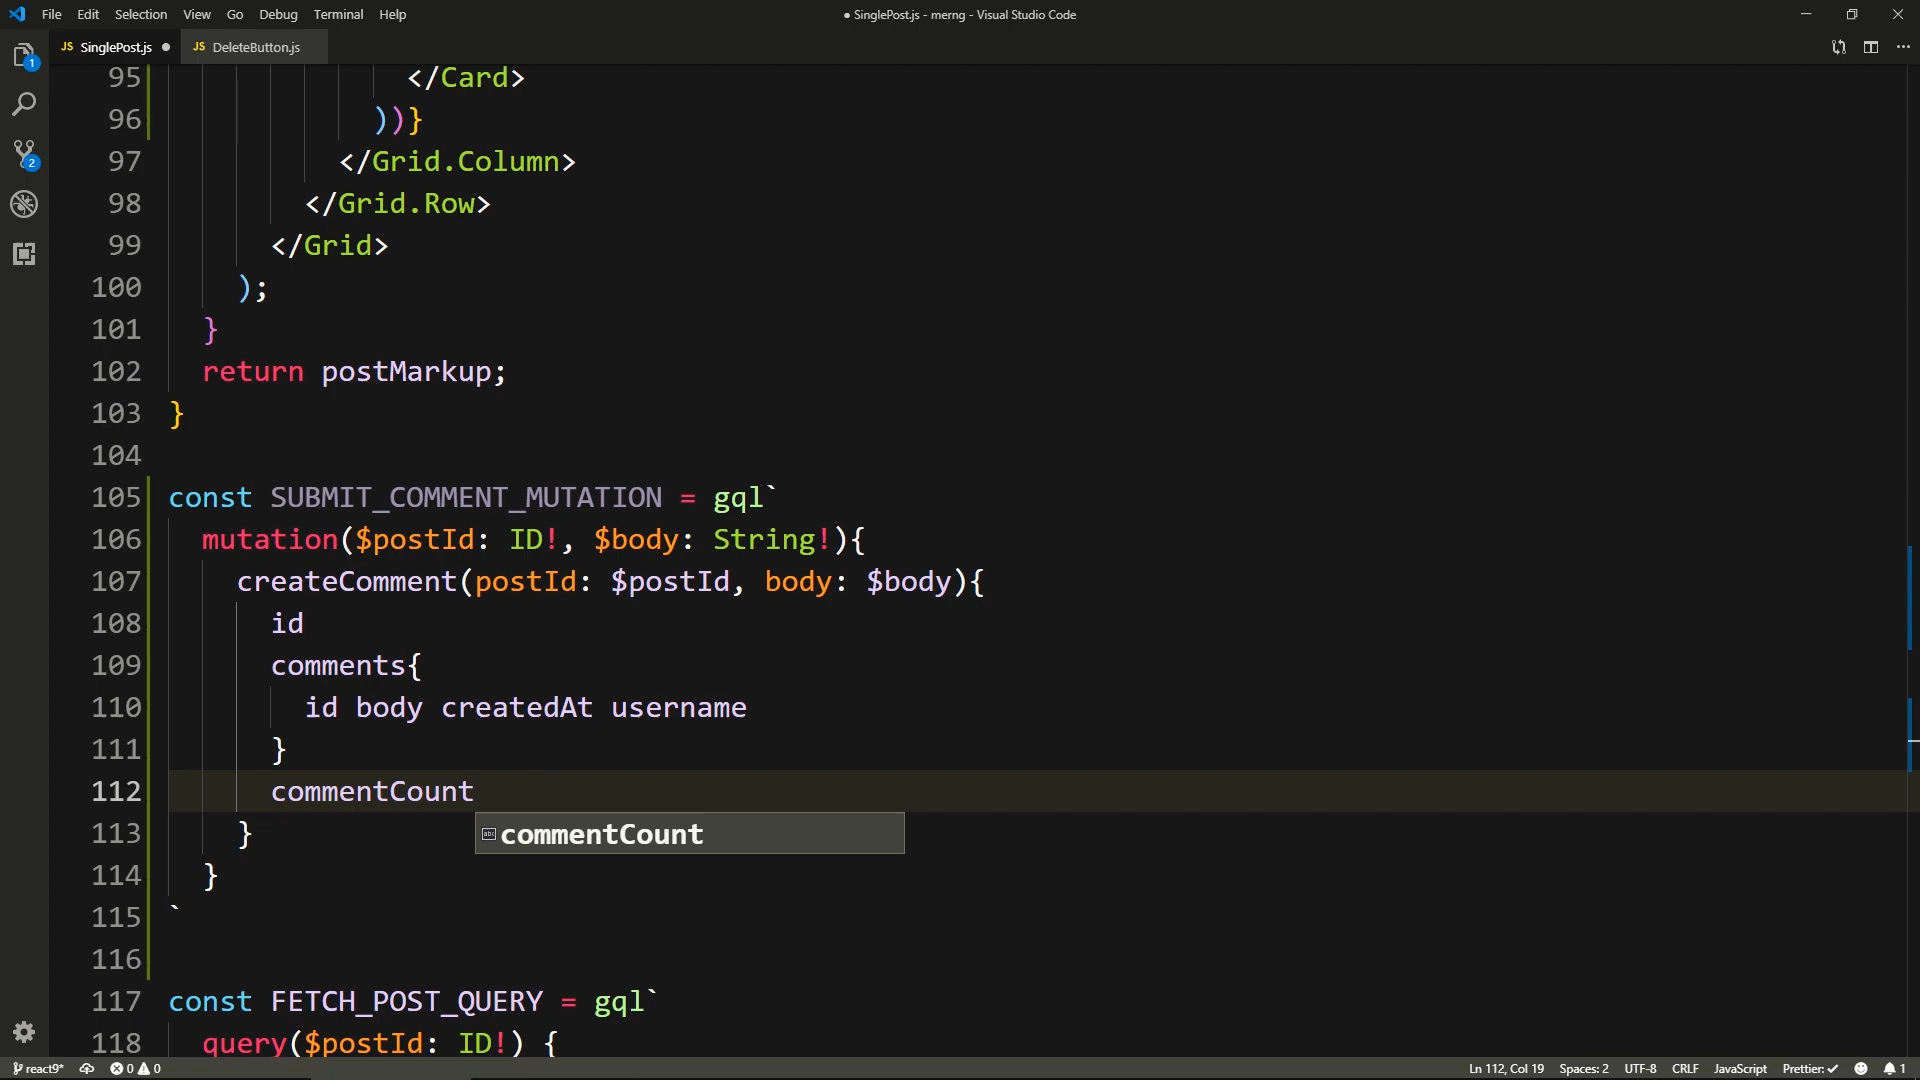 File Edit Selection View Go Debug Terminal Help
● SinglePost.js - merng - Visual Studio Code
JS SinglePost.js ●
JS DeleteButton.js
1
2
95 </Card>
96 ))}
97 </Grid.Column>
98 </Grid.Row>
99 </Grid>
100 );
101 }
102 return postMarkup;
103 }
104
105 const SUBMIT_COMMENT_MUTATION = gql`
106 mutation($postId: ID!, $body: String!){
107 createComment(postId: $postId, body: $body){
108 id
109 comments{
110 id body createdAt username
111 }
112 commentCount
113 }
abc commentCount
114 }
115 `
116
117 const FETCH_POST_QUERY = gql`
118 query($postId: ID!) {
react9* 0 0
Ln 112, Col 19 Spaces: 2 UTF-8 CRLF JavaScript Prettier: ✓ 1